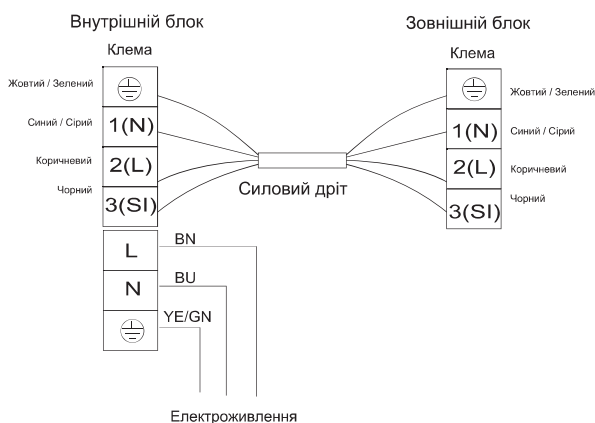 Внутрішній блок
Клема
Жовтий / Зелений
Синий / Сірий
1(N)
Коричневий
2(L)
Чорний
3(SI)
L
BN
N
BU
YE/GN
Електроживлення
Силовий дріт
Зовнішній блок
Клема
Жовтий / Зелений
1(N)
Синий / Сірий
2(L)
Коричневий
3(SI)
Чорний